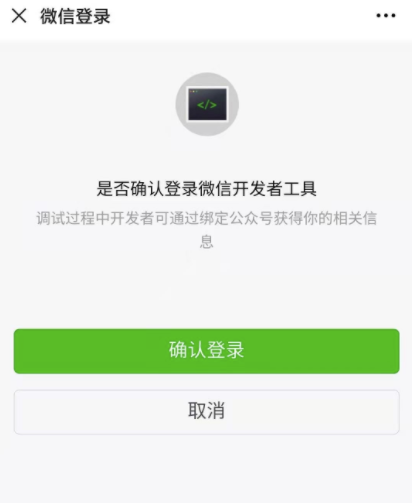 微信登录
</>
是否确认登录微信开发者工具
调试过程中开发者可通过绑定公众号获得你的相关信
息
确认登录
取消